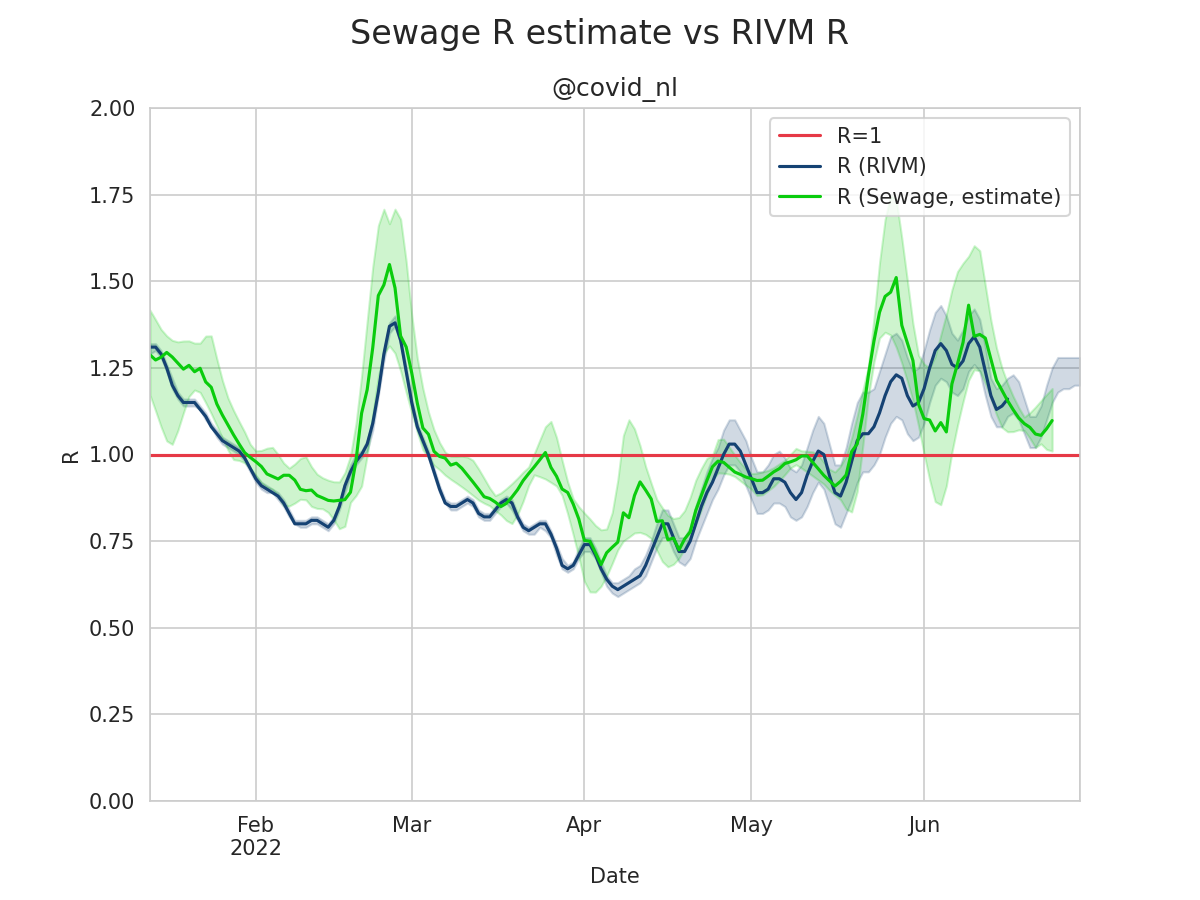 Sewage R estimate vs RIVM R
@covid_nl
R=1
R (RIVM)
R (Sewage, estimate)
2.00
1.75
1.50
1.25
1.00
0.75
0.50
0.25
0.00
R
Feb Mar Apr May Jun
2022
Date